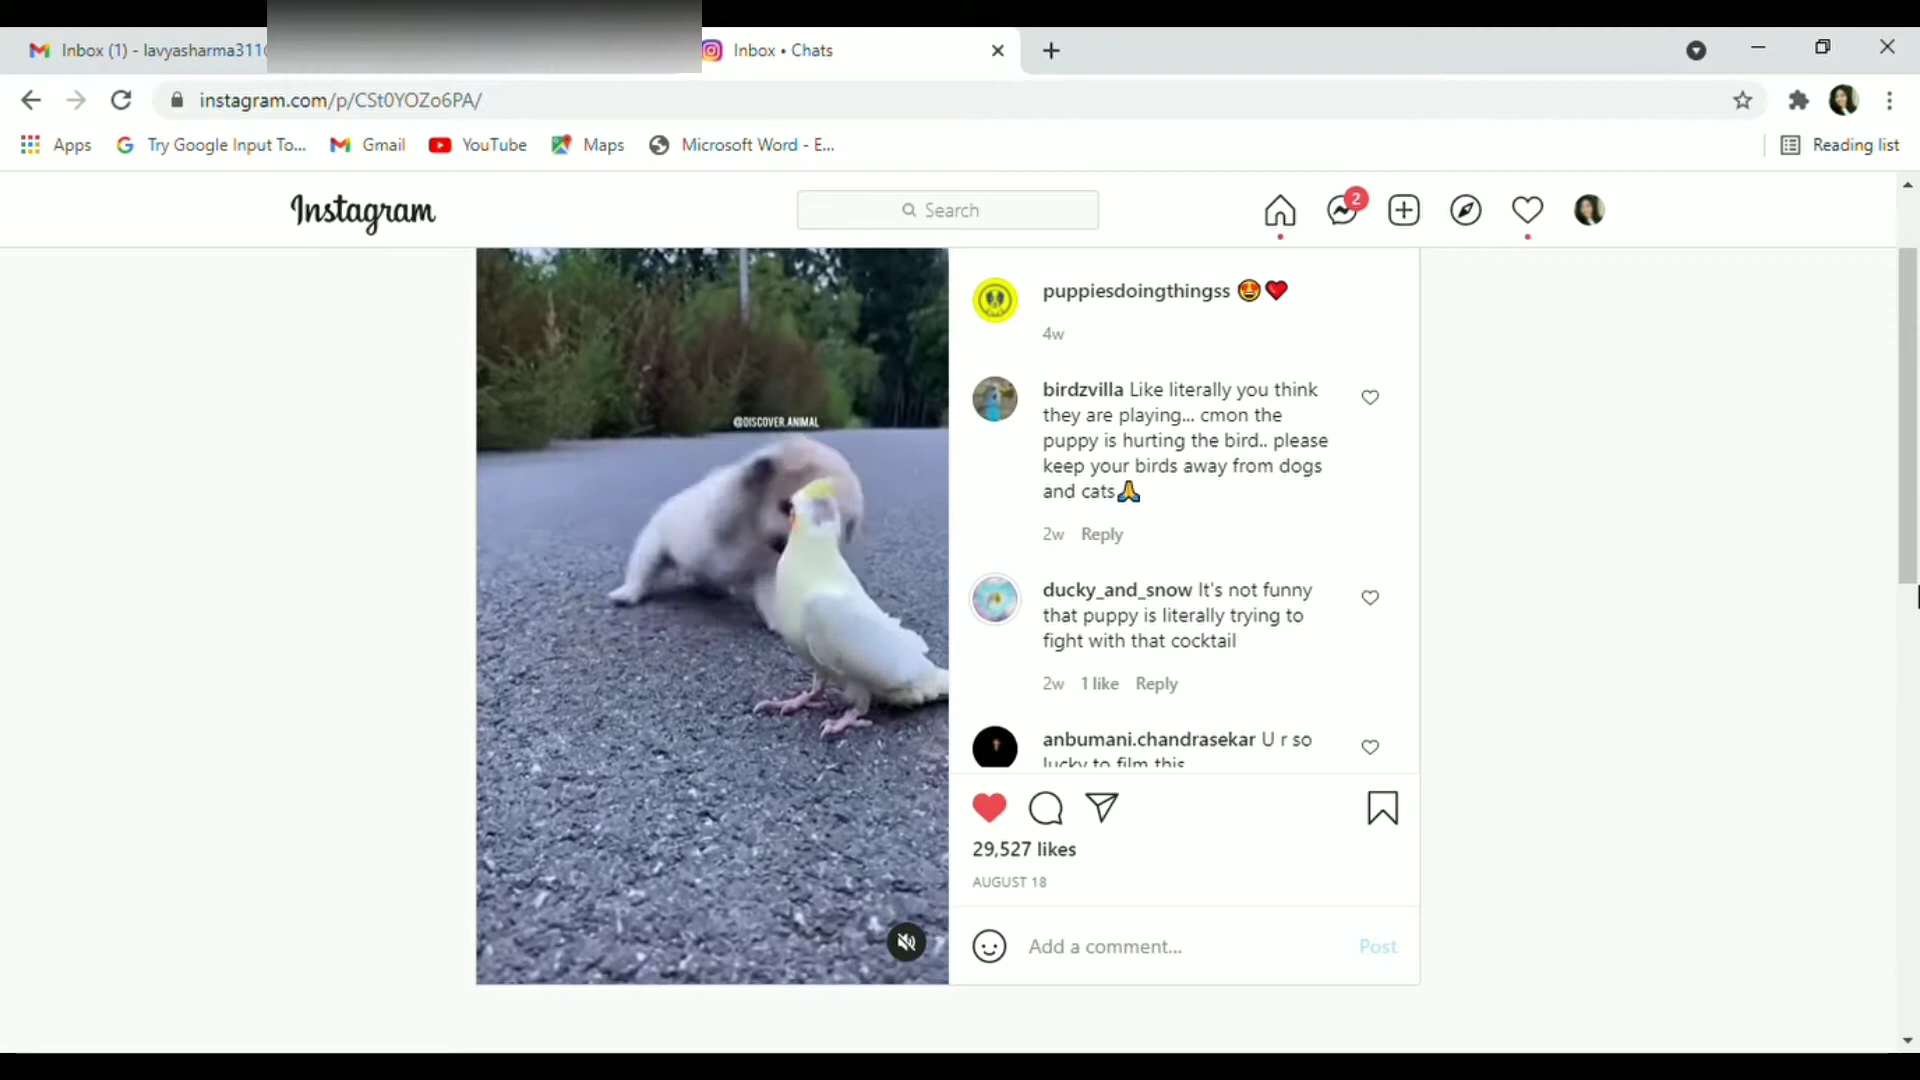 Inbox (1) - lavyasharma311
Inbox • Chats
instagram.com/p/CSt0YOZo6PA/
Apps
Try Google Input To...
Gmail
YouTube
Maps
Microsoft Word - E...
Reading list
Instagram
Search
2
@DISCOVER.ANIMAL
puppiesdoingthingss 😍❤️
4w
birdzvilla Like literally you think
they are playing... cmon the
puppy is hurting the bird.. please
keep your birds away from dogs
and cats🙏
2w Reply
ducky_and_snow It's not funny
that puppy is literally trying to
fight with that cocktail
2w 1 like Reply
anbumani.chandrasekar U r so
lucky to film this
29,527 likes
AUGUST 18
Add a comment...
Post